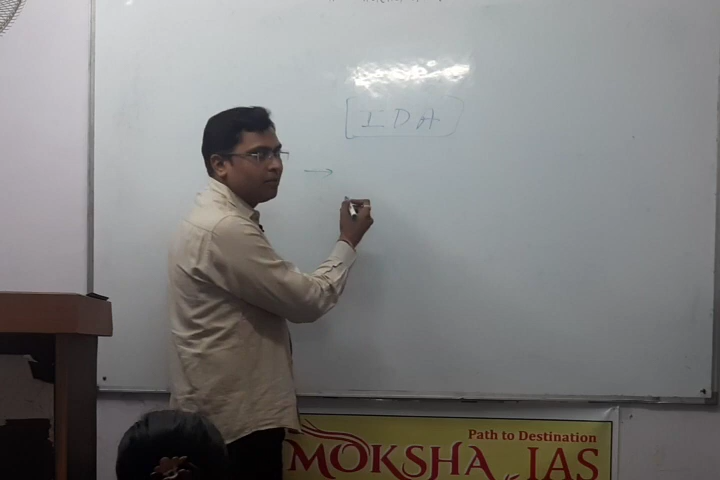 IDA
→
Path to Destination
MOKSHA IAS